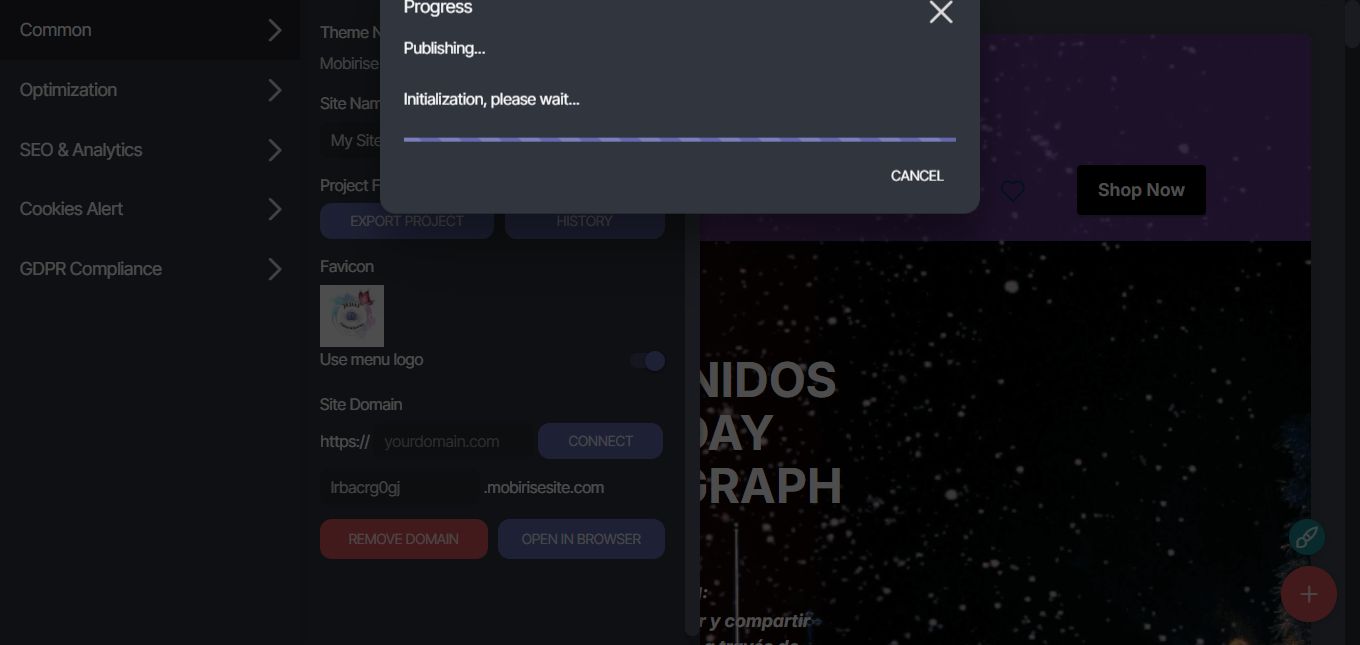 Common
Optimization
SEO & Analytics
Cookies Alert
GDPR Compliance
Theme N
Mobirise
Site Nam
My Site
Project F
EXPORT PROJECT
HISTORY
Favicon
Use menu logo
Site Domain
https://
yourdomain.com
CONNECT
lrbacrg0gj
.mobirisesite.com
REMOVE DOMAIN
OPEN IN BROWSER
Progress
Publishing...
Initialization, please wait...
CANCEL
Shop Now
NIDOS
DAY
GRAPH
r y compartir